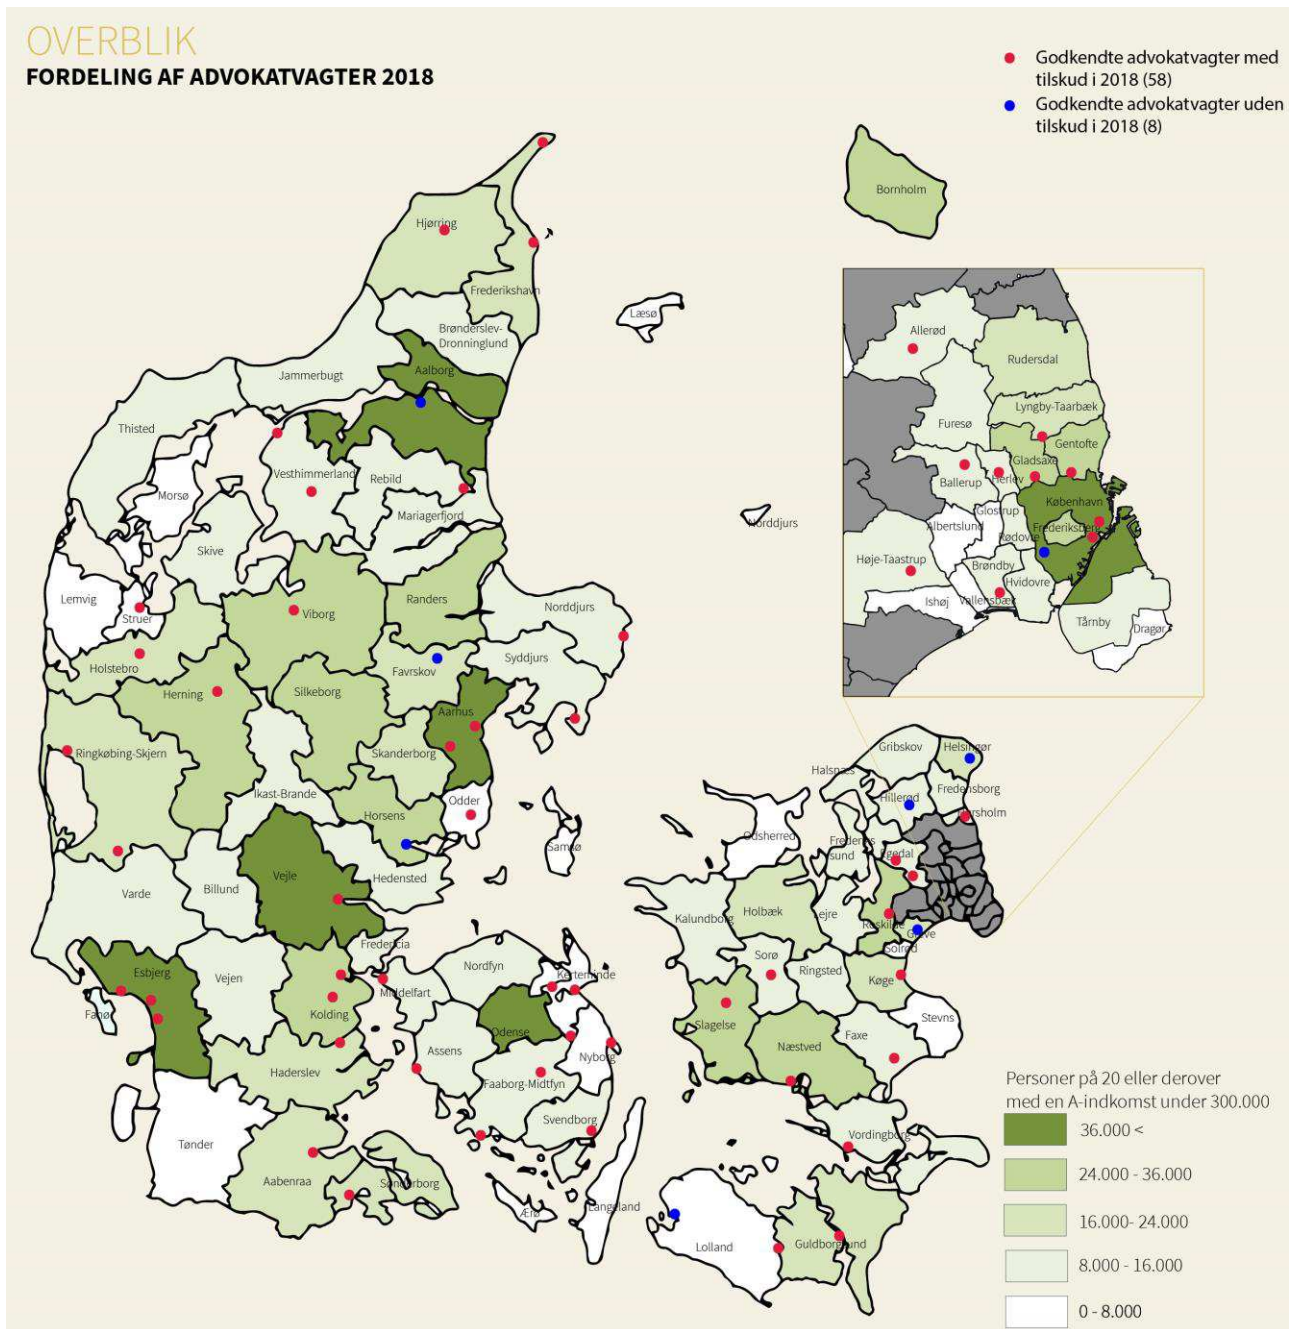 OVERBLIK
FORDELING AF ADVOKATVAGTER 2018
Godkendte advokatvagter med
tilskud i 2018 (58)
Godkendte advokatvagter uden
tilskud i 2018 (8)
Bornholm
Hjørring
Frederikshavn
Læsø
Brønderslev-
Dronninglund
Aalborg
Jammerbugt
Thisted
Vesthimmerland
Rebild
Morsø
Mariagerfjord
Norddjurs
Skive
Lemvig
Struer
Viborg
Randers
Norddjurs
Syddjurs
Holstebro
Favrskov
Herning
Silkeborg
Aarhus
Ringkøbing-Skjern
Skanderborg
Ikast-Brande
Odder
Horsens
Samsø
Vejle
Hedensted
Billund
Varde
Fredericia
Esbjerg
Vejen
Nordfyn
Kerteminde
Middelfart
Fanø
Kolding
Odense
Assens
Nyborg
Haderslev
Faaborg-Midtfyn
Svendborg
Tønder
Aabenraa
Sønderborg
Ærø
Langeland
Allerød
Rudersdal
Lyngby-Taarbæk
Furesø
Gentofte
Gladsaxe
Ballerup
Herlev
København
Glostrup
Albertslund
Frederiksberg
Rødovre
Høje-Taastrup
Brøndby
Hvidovre
Ishøj
Vallensbæk
Tårnby
Dragør
Gribskov
Helsingør
Halsnæs
Fredensborg
Hillerød
Hørsholm
Odsherred
Frederiks
sund
Egedal
Kalundborg
Holbæk
Lejre
Roskilde
Greve
Solrød
Sorø
Ringsted
Køge
Slagelse
Stevns
Næstved
Faxe
Vordingborg
Lolland
Guldborgsund
Personer på 20 eller derover
med en A-indkomst under 300.000
36.000 <
24.000 - 36.000
16.000- 24.000
8.000 - 16.000
0 - 8.000